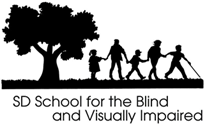 SD School for the Blind
and Visually Impaired